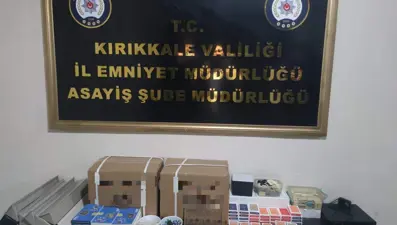 T.C.
KIRIKKALE VALİLİĞİ
İL EMNİYET MÜDÜRLÜĞÜ
ASAYİŞ ŞUBE MÜDÜRLÜĞÜ